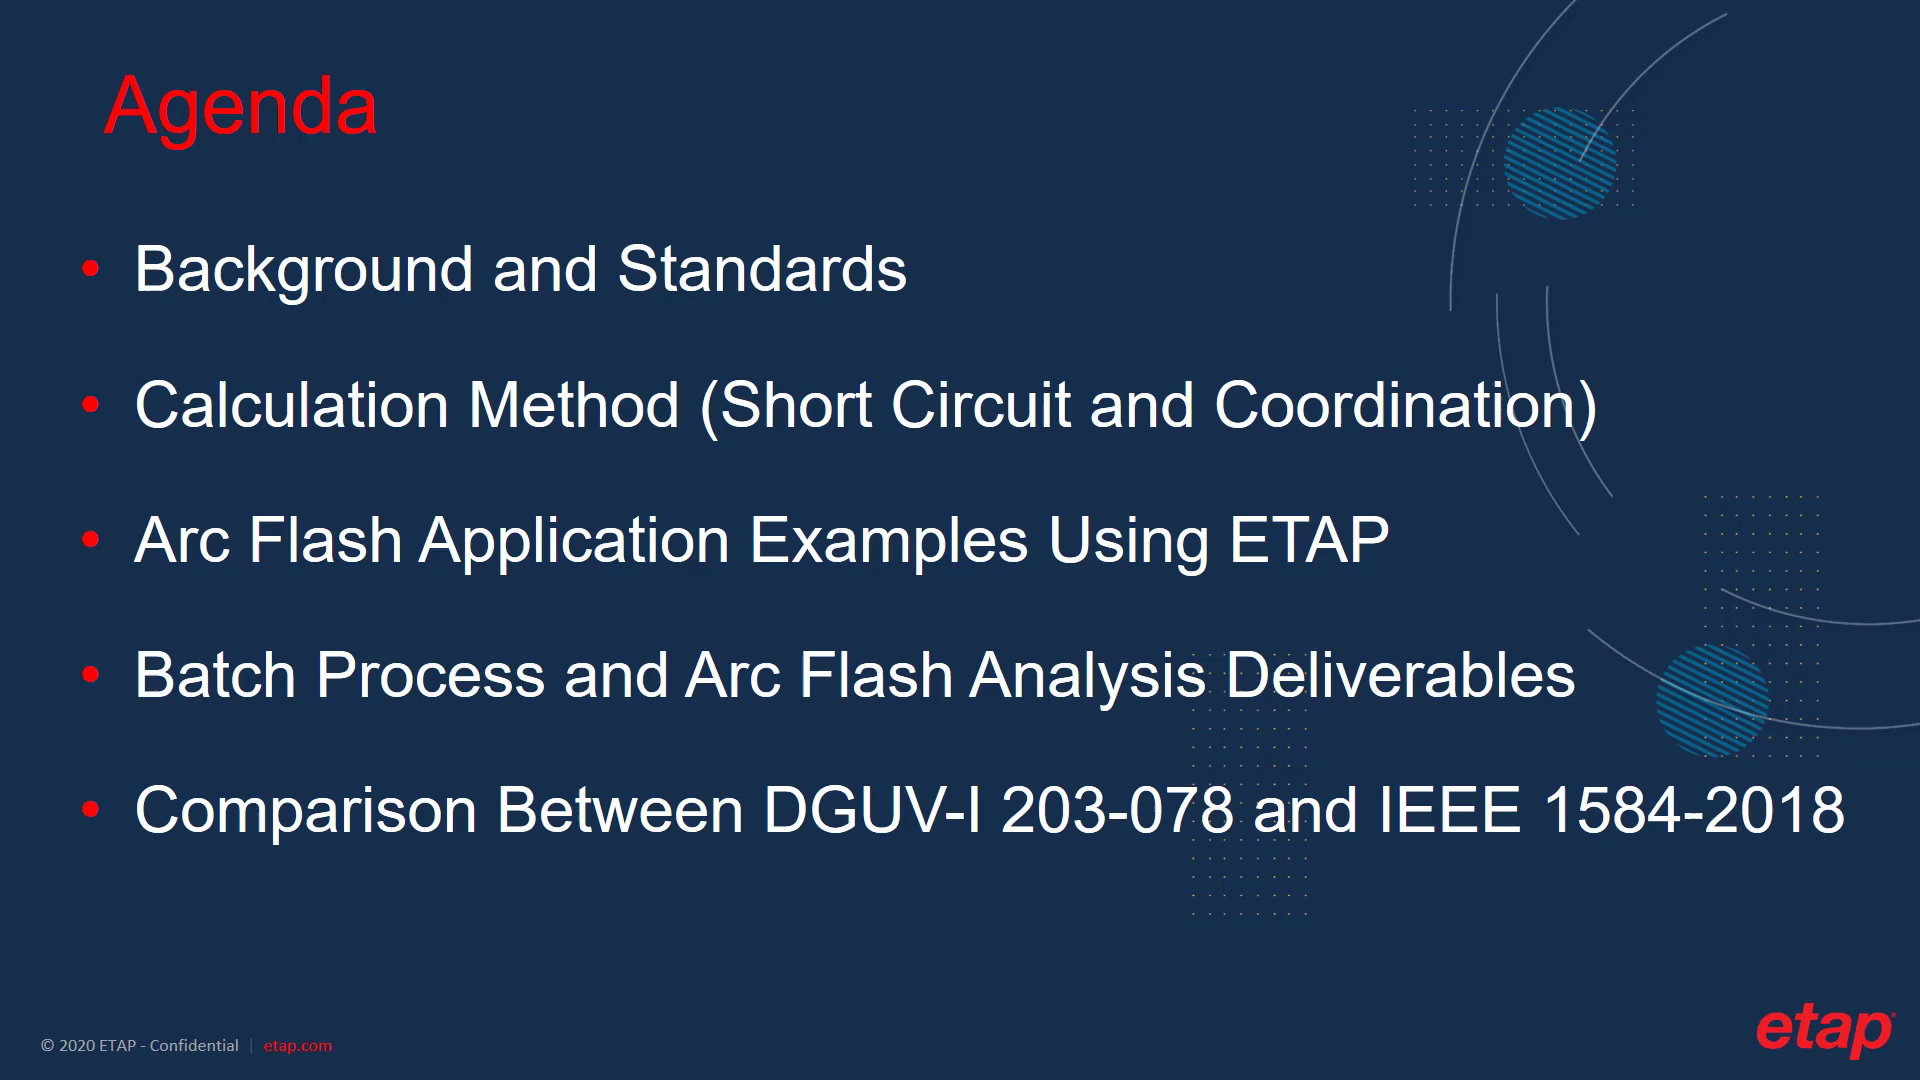 Agenda
• Background and Standards
• Calculation Method (Short Circuit and Coordination)
• Arc Flash Application Examples Using ETAP
• Batch Process and Arc Flash Analysis Deliverables
• Comparison Between DGUV-I 203-078 and IEEE 1584-2018
© 2020 ETAP - Confidential | etap.com
etap